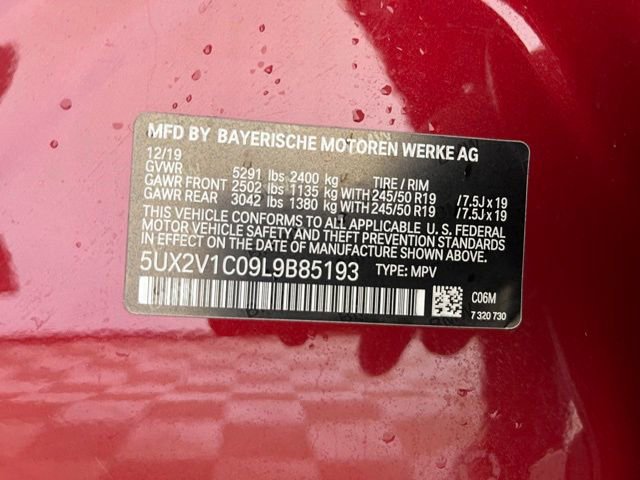 MFD BY BAYERISCHE MOTOREN WERKE AG
12/19
GVWR 5291 lbs 2400 kg TIRE / RIM
GAWR FRONT 2502 lbs 1135 kg WITH 245/50 R19 /7.5J x 19
GAWR REAR 3042 lbs 1380 kg WITH 245/50 R19 /7.5J x 19
THIS VEHICLE CONFORMS TO ALL APPLICABLE U. S. FEDERAL
MOTOR VEHICLE SAFETY AND THEFT PREVENTION STANDARDS
IN EFFECT ON THE DATE OF MANUFACTURE SHOWN ABOVE.
5UX2V1C09L9B85193 TYPE: MPV
C06M
7 320 730